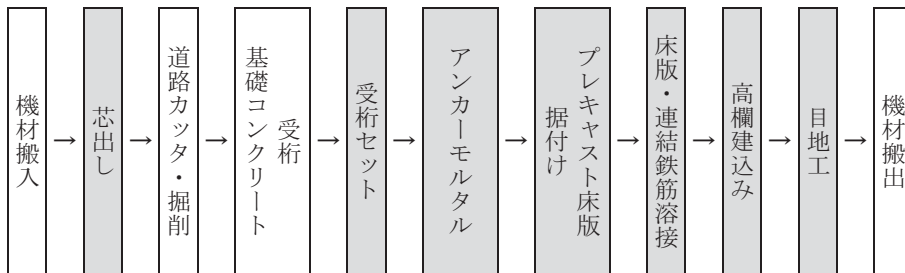 機材搬入
→
芯出し
→
道路カッタ・掘削
→
受桁
基礎コンクリート
→
受桁セット
→
アンカーモルタル
→
プレキャスト床版
据付け
→
床版・連結鉄筋溶接
→
高欄建込み
→
目地工
→
機材搬出